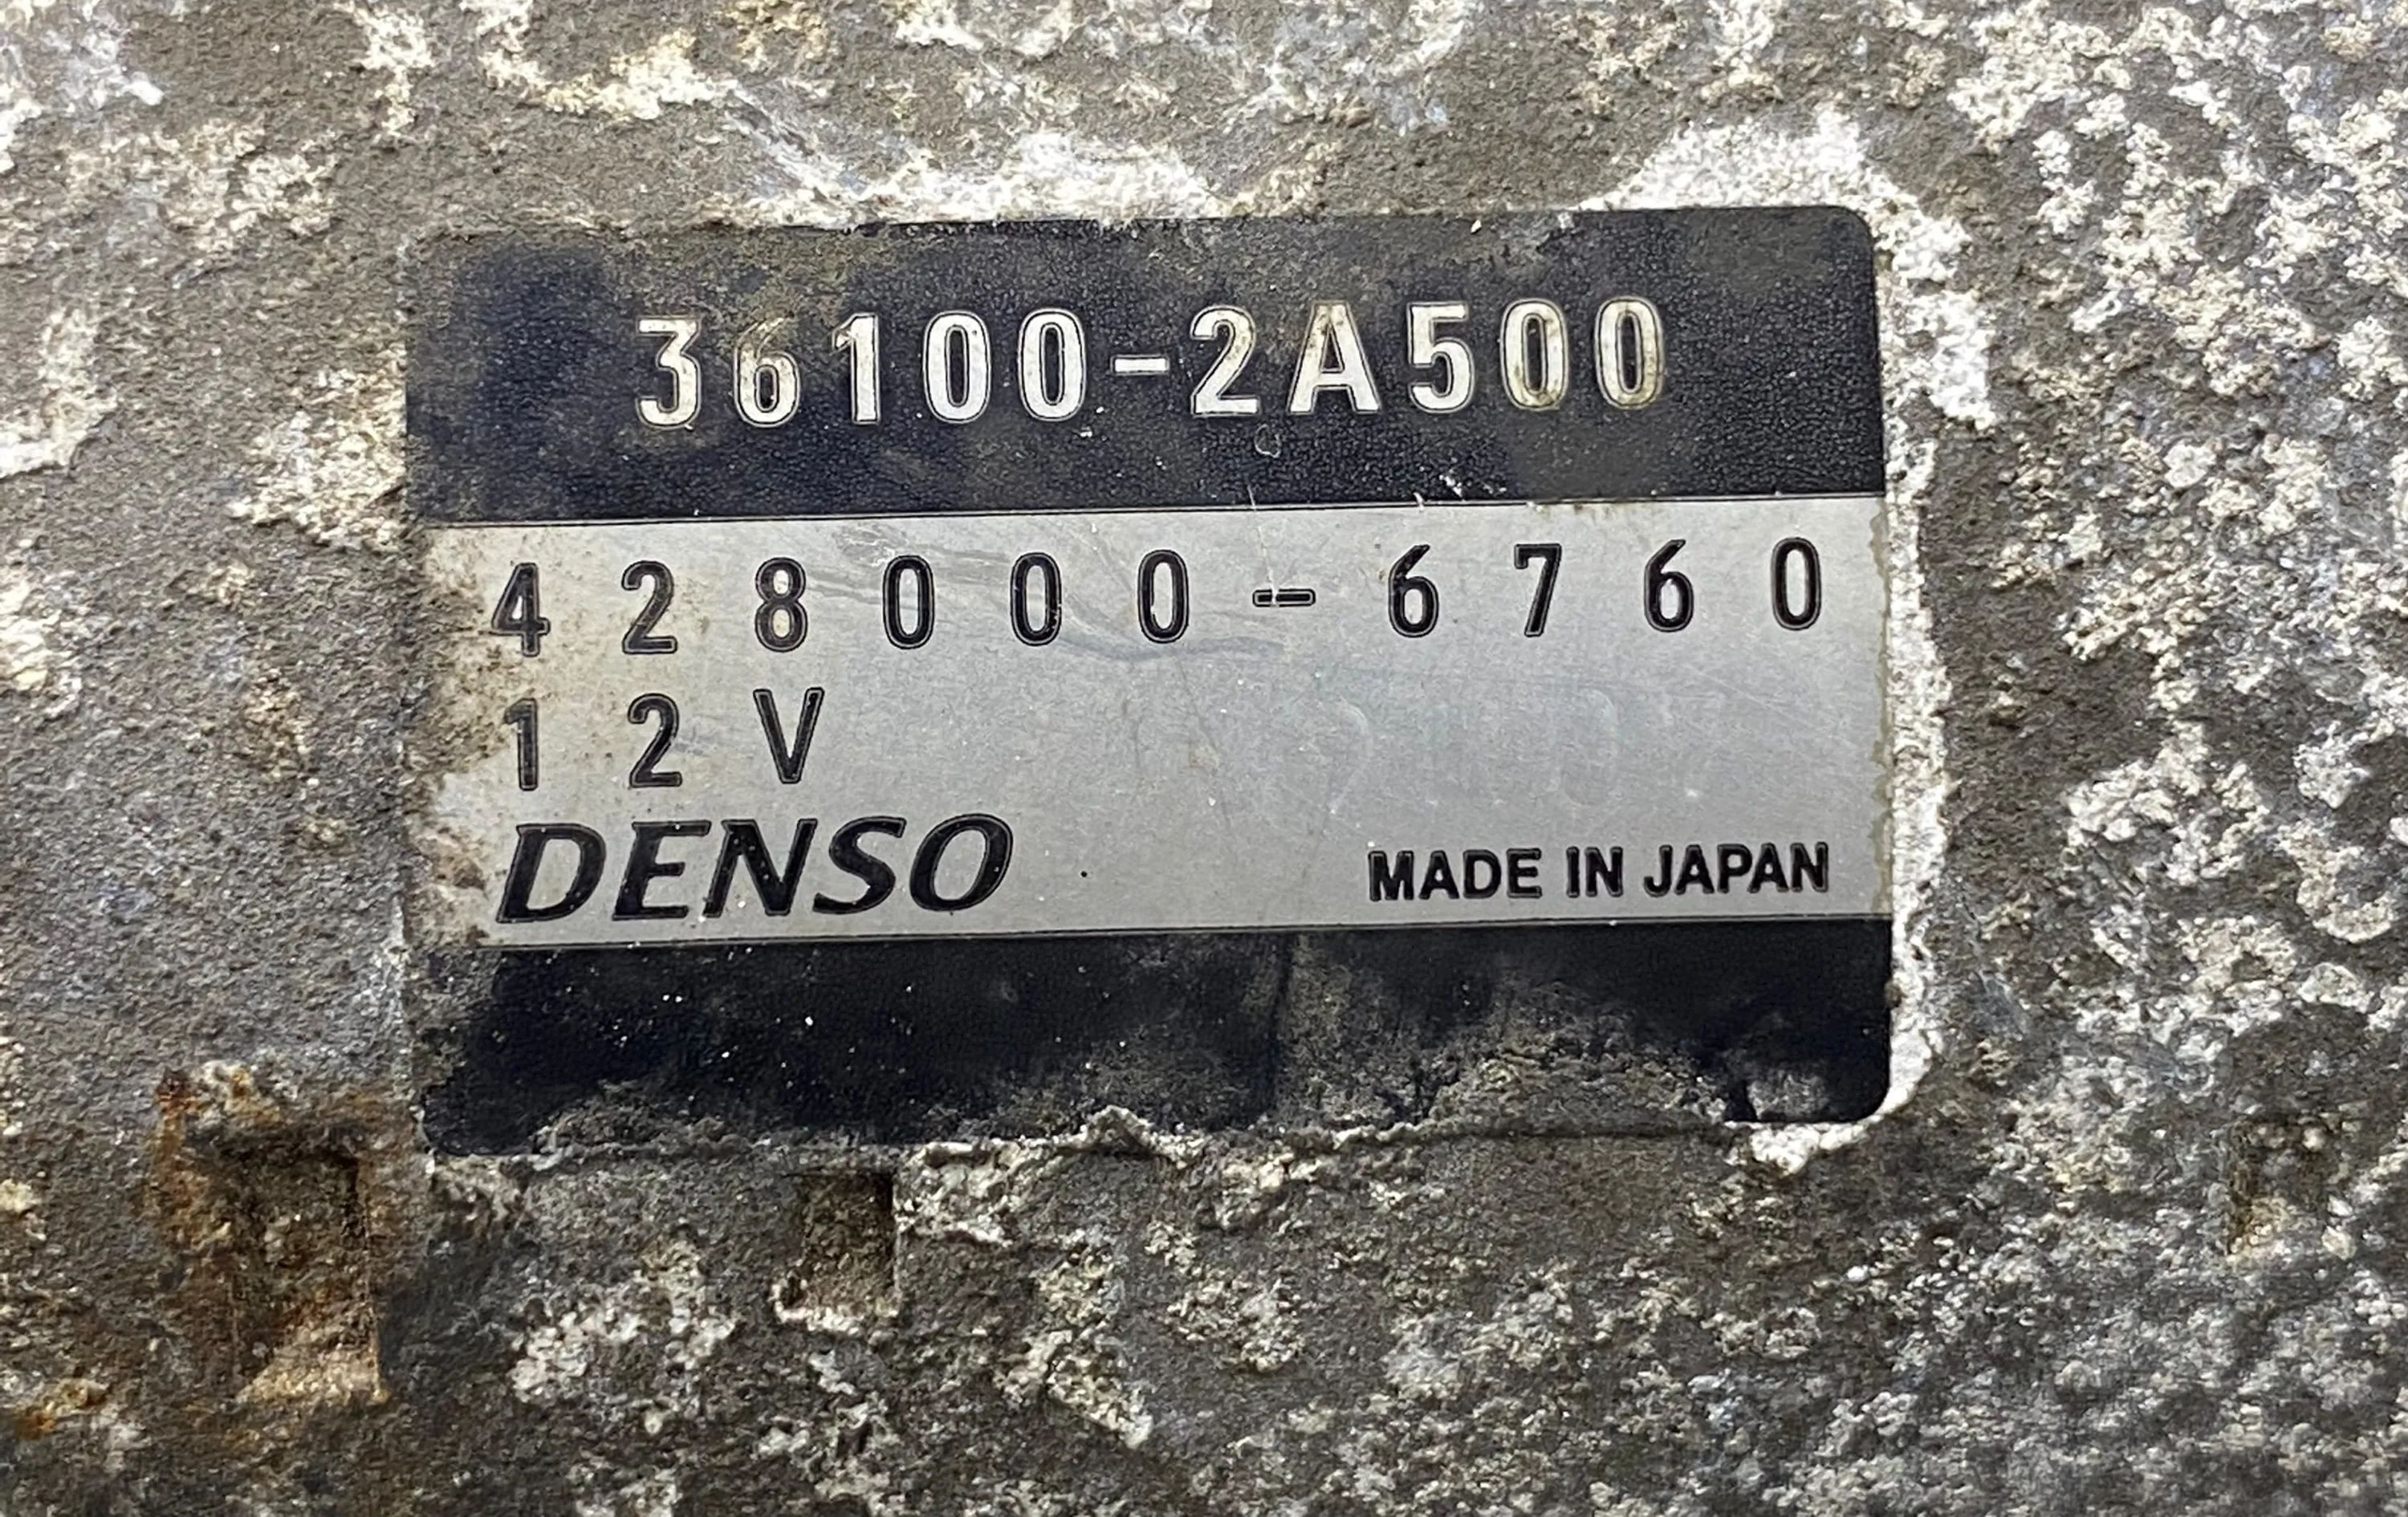 36100-2A500
428000-6760
12V
DENSO MADE IN JAPAN